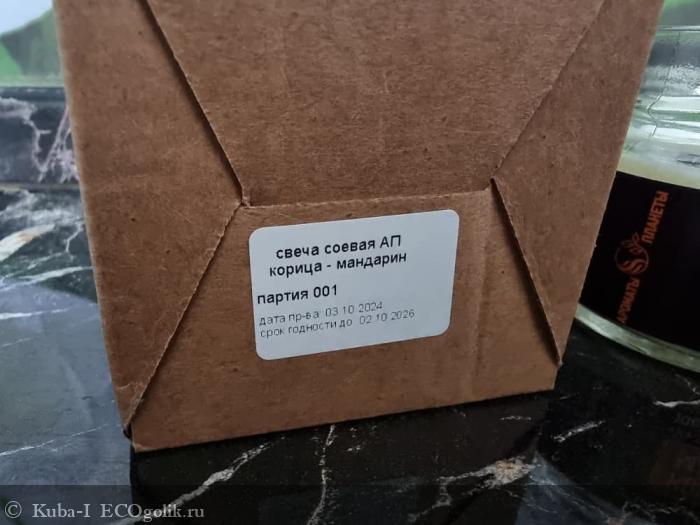 свеча соевая АП
корица - мандарин
партия 001
дата пр-ва 03.10.2024
срок годности до 02.10.2026
АРОМАТЫ
ПЛАНЕТЫ
© Kuba-I ECOgolik.ru